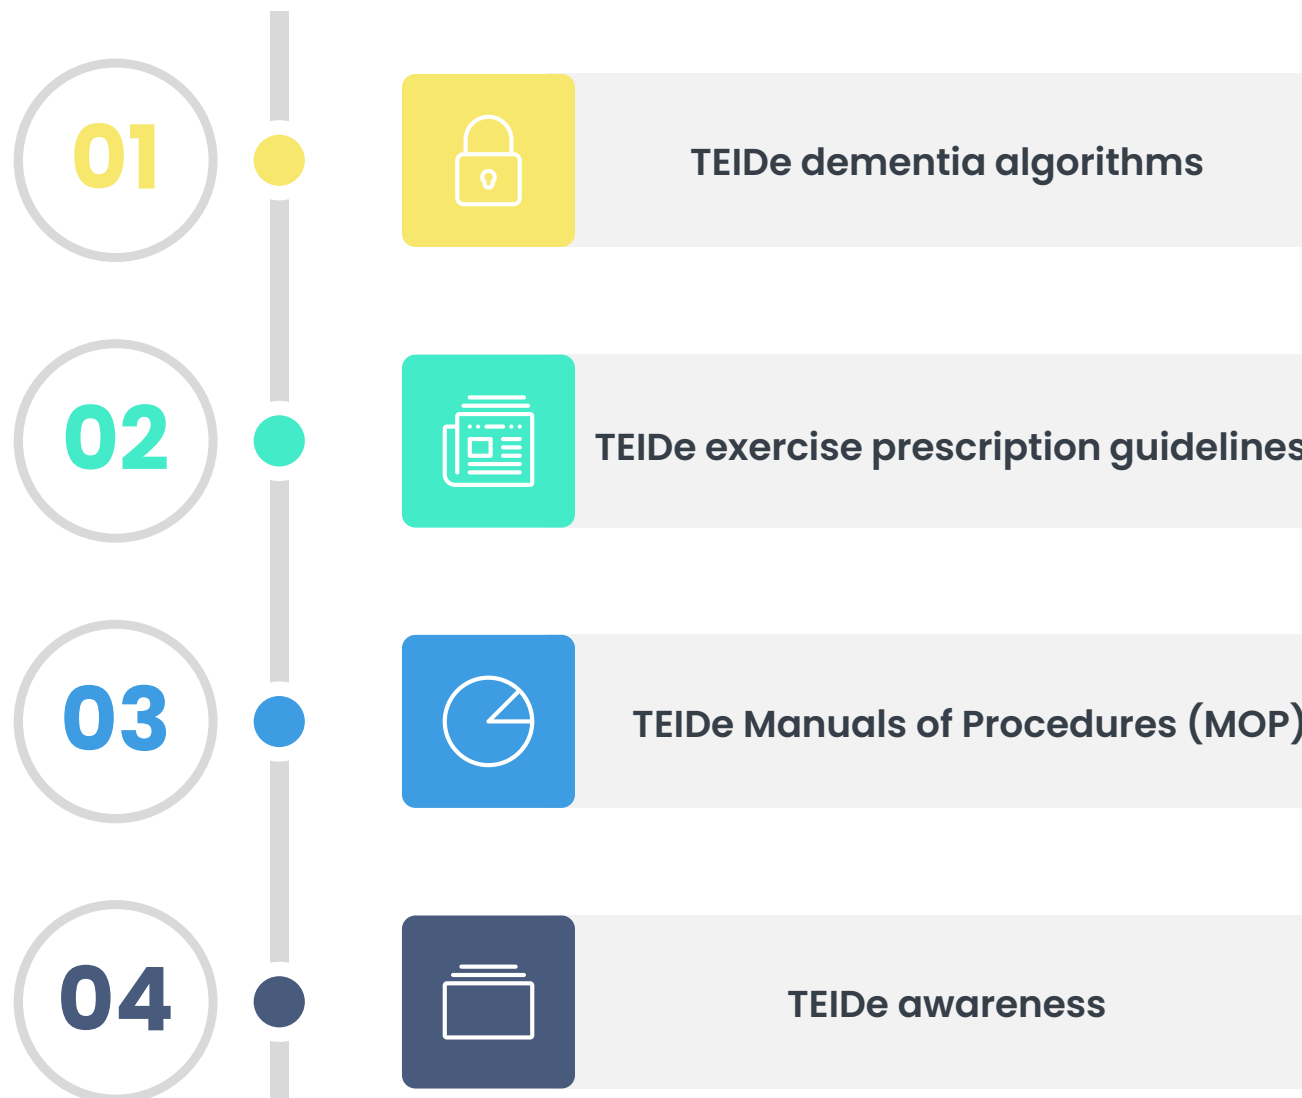 01
TEIDe dementia algorithms
02
TEIDe exercise prescription guidelines
03
TEIDe Manuals of Procedures (MOP)
04
TEIDe awareness